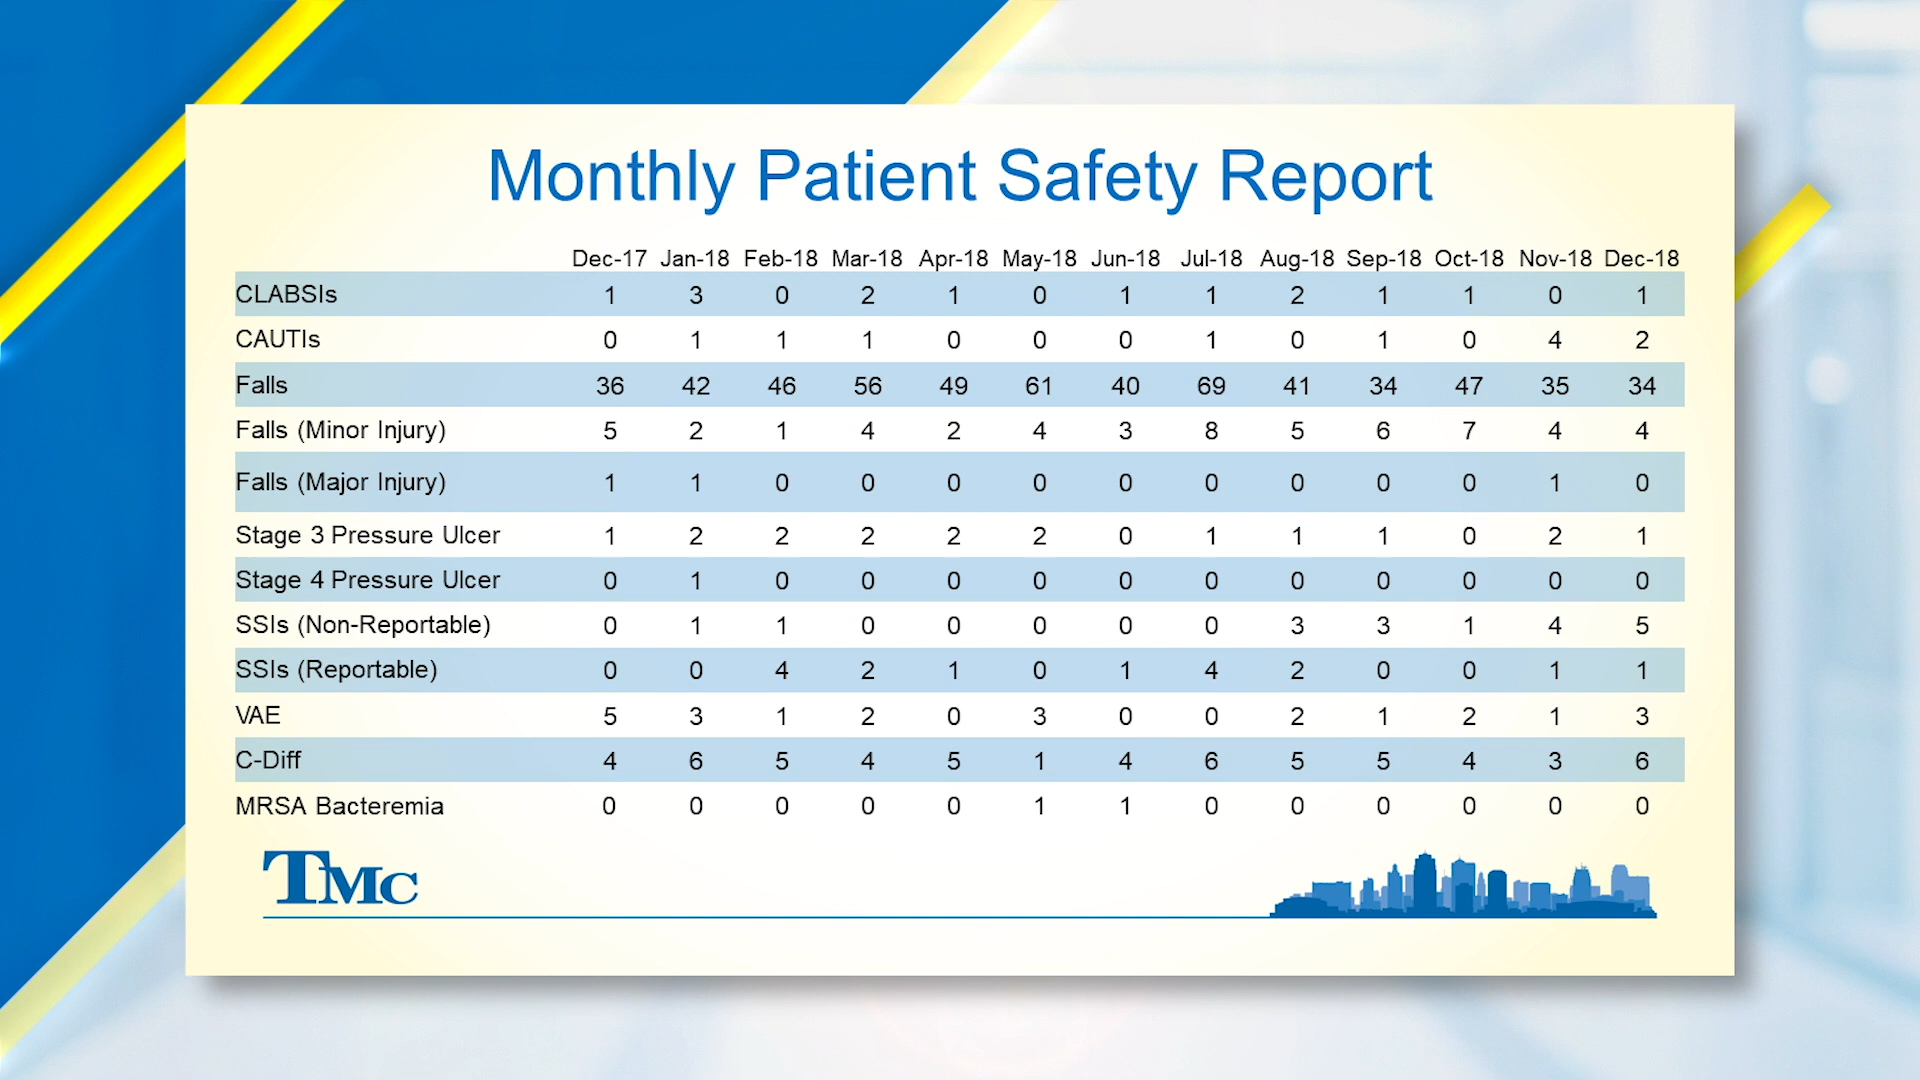 Monthly Patient Safety Report
Dec-17 Jan-18 Feb-18 Mar-18 Apr-18 May-18 Jun-18 Jul-18 Aug-18 Sep-18 Oct-18 Nov-18 Dec-18
CLABSIs 1 3 0 2 1 0 1 1 2 1 1 0 1
CAUTIs 0 1 1 1 0 0 0 1 0 1 0 4 2
Falls 36 42 46 56 49 61 40 69 41 34 47 35 34
Falls (Minor Injury) 5 2 1 4 2 4 3 8 5 6 7 4 4
Falls (Major Injury) 1 1 0 0 0 0 0 0 0 0 0 1 0
Stage 3 Pressure Ulcer 1 2 2 2 2 2 0 1 1 1 0 2 1
Stage 4 Pressure Ulcer 0 1 0 0 0 0 0 0 0 0 0 0 0
SSIs (Non-Reportable) 0 1 1 0 0 0 0 0 3 3 1 4 5
SSIs (Reportable) 0 0 4 2 1 0 1 4 2 0 0 1 1
VAE 5 3 1 2 0 3 0 0 2 1 2 1 3
C-Diff 4 6 5 4 5 1 4 6 5 5 4 3 6
MRSA Bacteremia 0 0 0 0 0 1 1 0 0 0 0 0 0
TMC